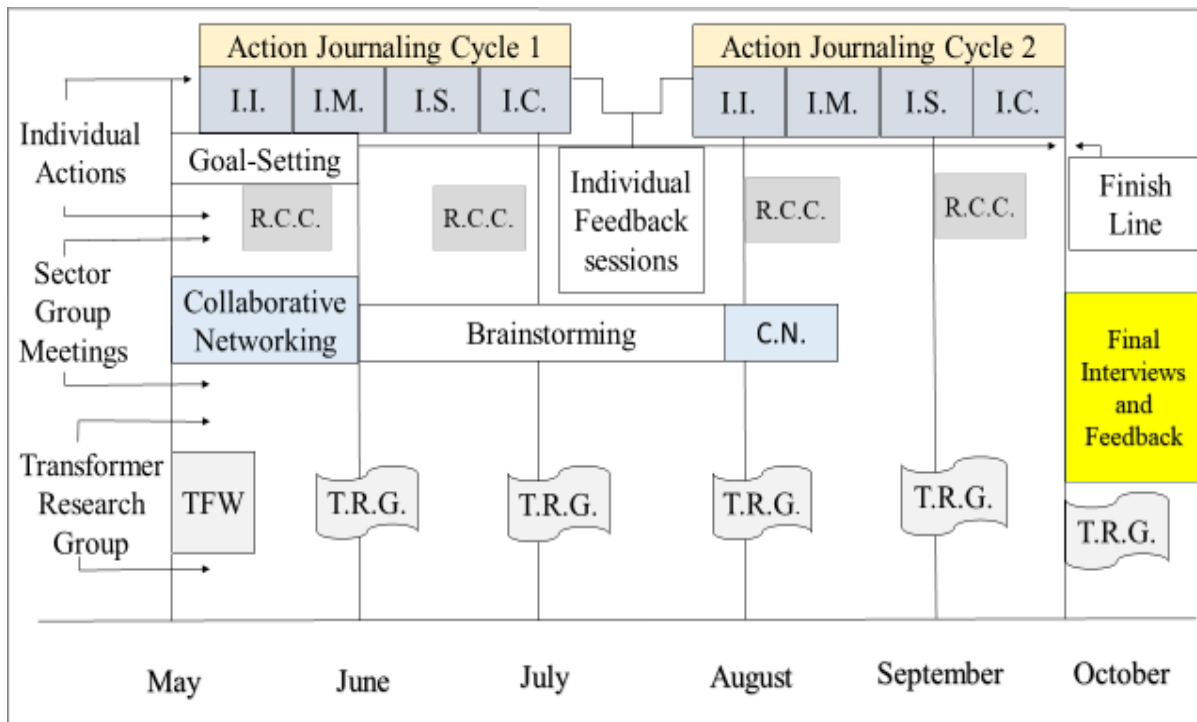 Action Journaling Cycle 1
Action Journaling Cycle 2
I.I.
I.M.
I.S.
I.C.
I.I.
I.M.
I.S.
I.C.
Individual
Actions
Goal-Setting
Individual
Feedback
sessions
Finish
Line
R.C.C.
R.C.C.
R.C.C.
R.C.C.
Sector
Group
Meetings
Collaborative
Networking
Brainstorming
C.N.
Final
Interviews
and
Feedback
Transformer
Research
Group
TFW
T.R.G.
T.R.G.
T.R.G.
T.R.G.
T.R.G.
May
June
July
August
September
October